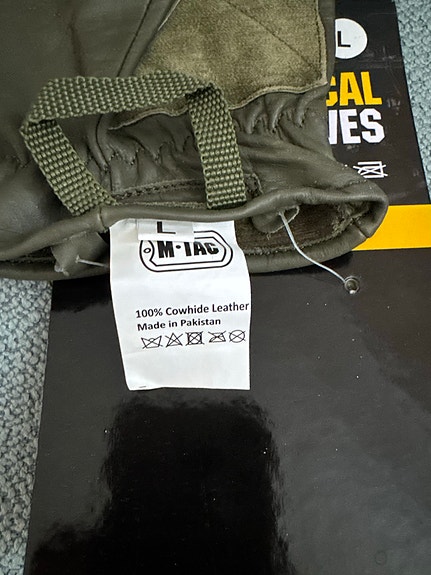 L
CAL
VES
L
M·TAC
100% Cowhide Leather
Made in Pakistan